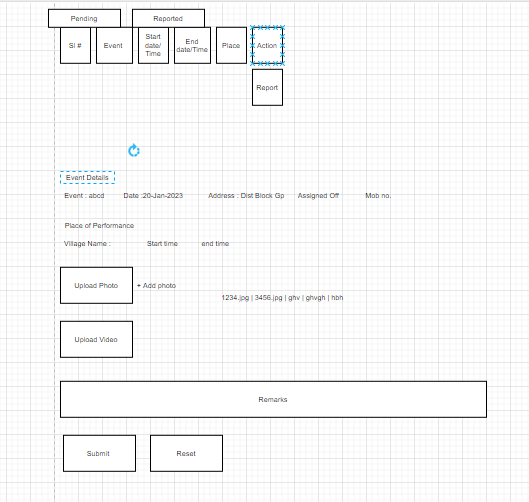 Pending Reported
Sl # Event Start date/ Time End date/Time Place Action
Report
Event Details
Event : abcd Date :20-Jan-2023 Address : Dist Block Gp Assigned Off Mob no.
Place of Performance
Village Name : Start time end time
Upload Photo + Add photo
1234.jpg | 3456.jpg | ghv | ghvgh | hbh
Upload Video
Remarks
Submit Reset